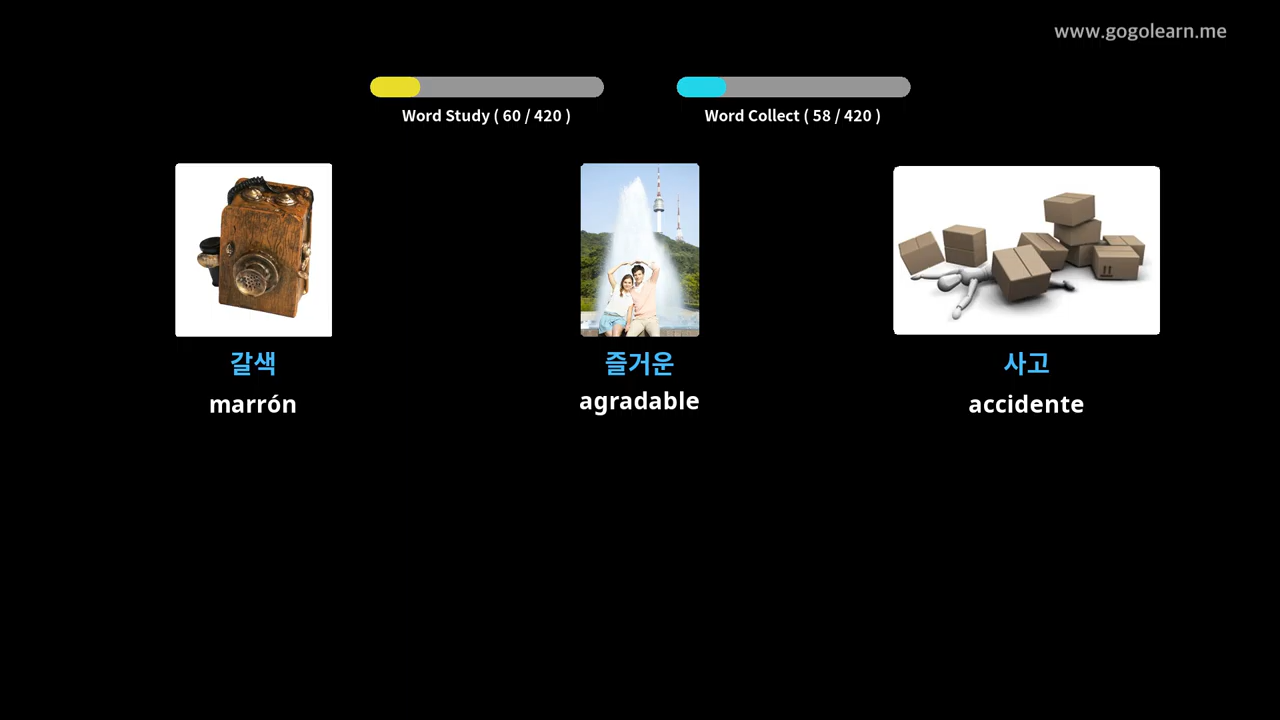 www.gogolearn.me
Word Study ( 60 / 420 )
Word Collect ( 58 / 420 )
갈색
marrón
즐거운
agradable
사고
accidente